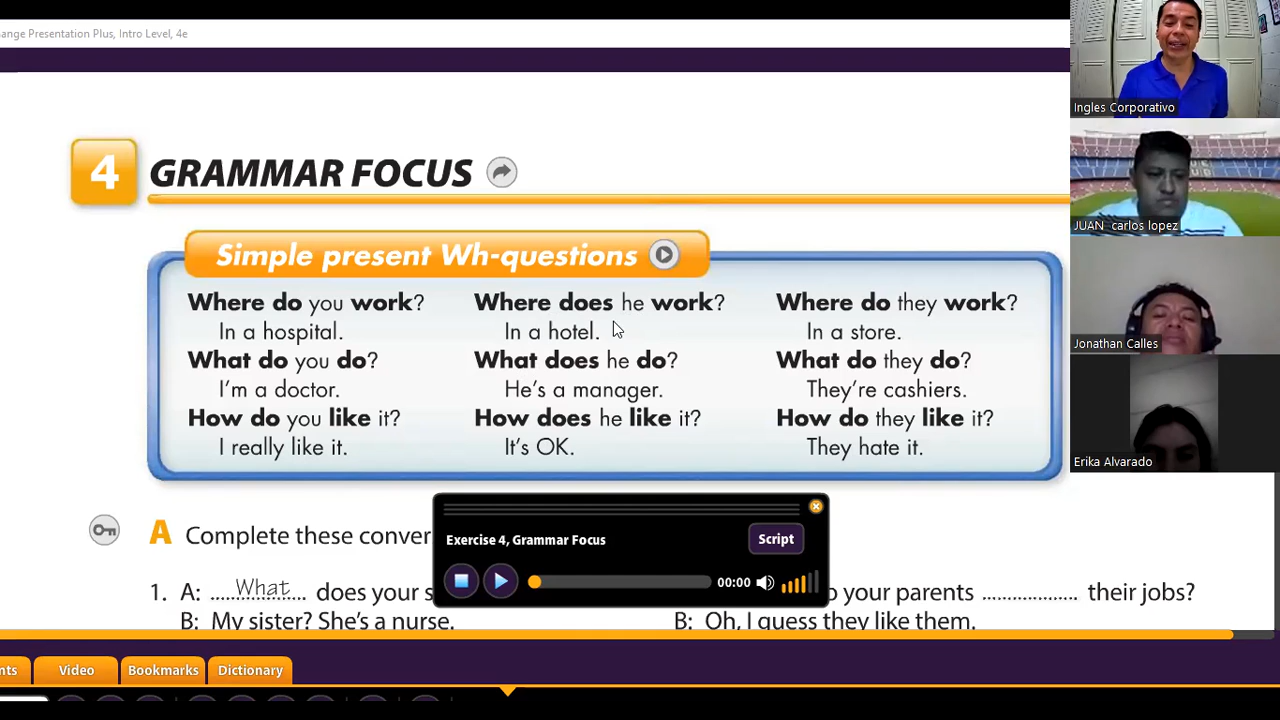 ange Presentation Plus, Intro Level, 4e
Ingles Corporativo
JUAN carlos lopez
Jonathan Calles
Erika Alvarado
4 GRAMMAR FOCUS
Simple present Wh-questions
Where do you work?
In a hospital.
What do you do?
I'm a doctor.
How do you like it?
I really like it.
Where does he work?
In a hotel.
What does he do?
He's a manager.
How does he like it?
It's OK.
Where do they work?
In a store.
What do they do?
They're cashiers.
How do they like it?
They hate it.
A Complete these conver
Exercise 4, Grammar Focus
Script
00:00
1. A: What does your s
B: My sister? She's a nurse.
o your parents .................. their jobs?
B: Oh, I guess they like them.
nts
Video
Bookmarks
Dictionary